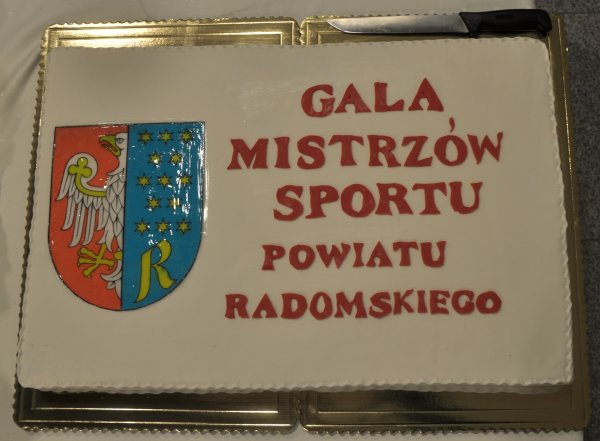 GALA
MISTRZÓW
SPORTU
POWIATU
RADOMSKIEGO
R